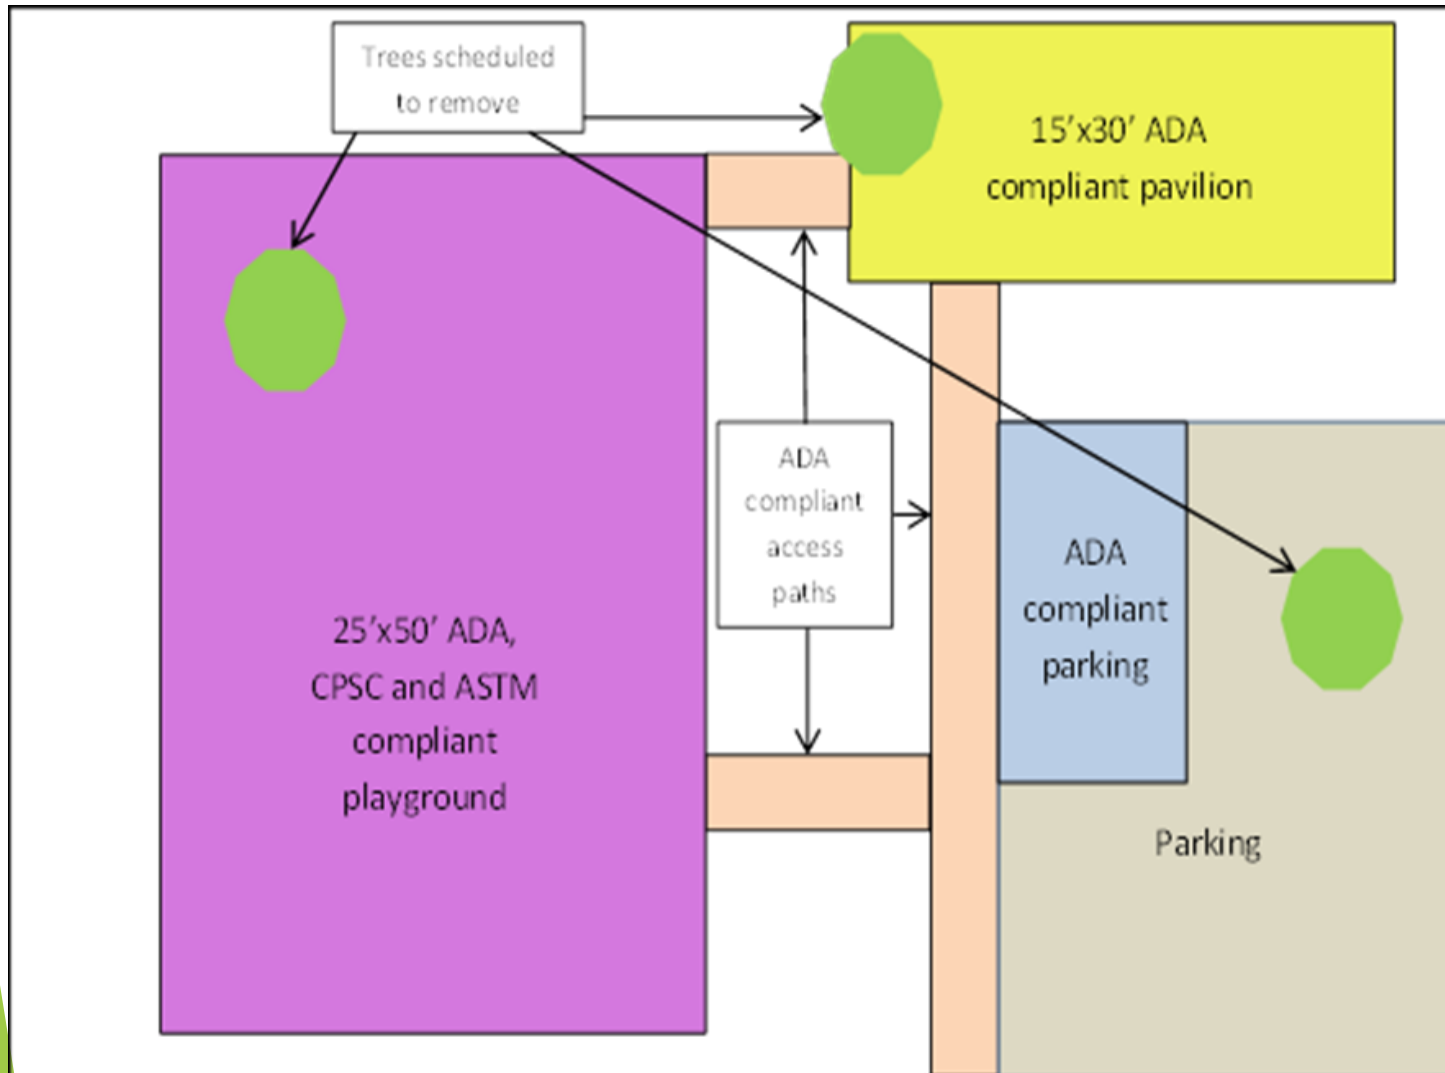 Trees scheduled
to remove
15’x30’ ADA
compliant pavilion
ADA
compliant
access
paths
ADA
compliant
parking
25’x50’ ADA,
CPSC and ASTM
compliant
playground
Parking